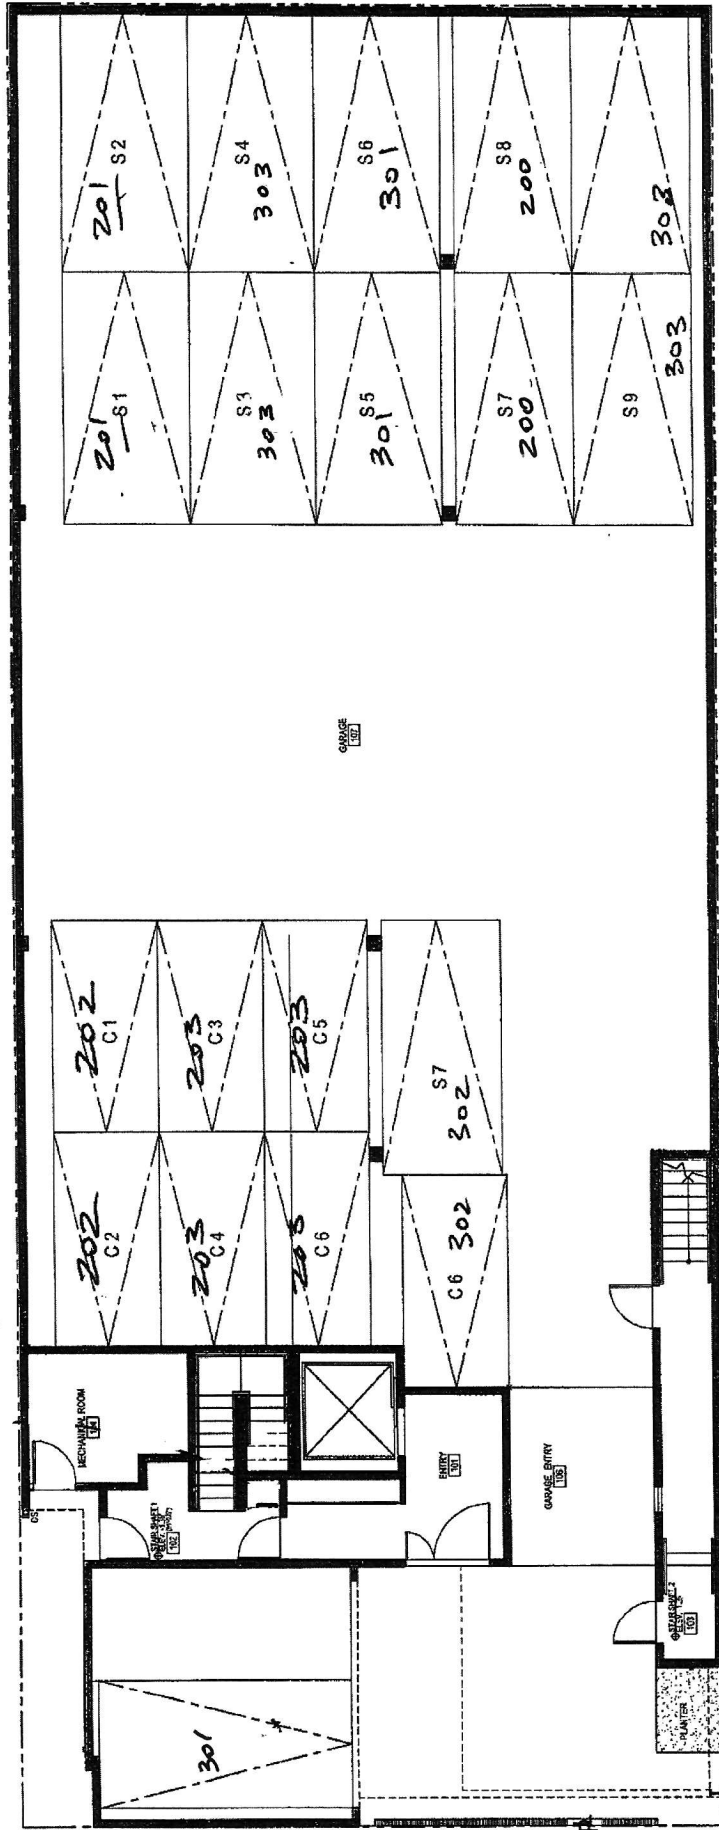 201
S2
S4
303
S6
301
S8
200
303
201
S1
S3
303
S5
301
S7
200
303
S9
GARAGE
107
202
C1
203
C3
203
C5
S7
302
202
C2
203
C4
203
C6
C6
302
MECHANICAL ROOM
104
DS
STAIR SHAFT 1
102
ENTRY
101
GARAGE ENTRY
106
STAIR SHAFT 2
103
PLANTER
301